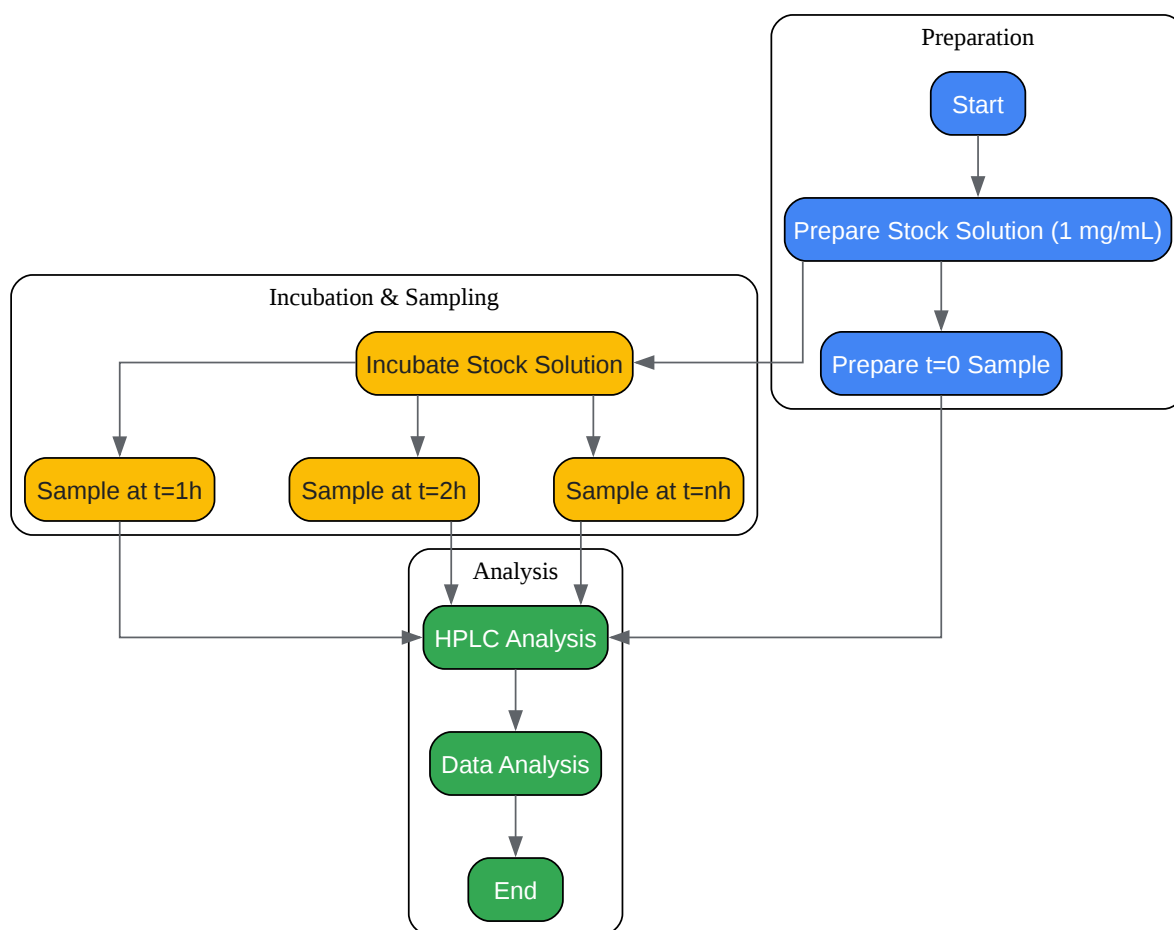 Preparation
Start
Prepare Stock Solution (1 mg/mL)
Prepare t=0 Sample
Incubation & Sampling
Incubate Stock Solution
Sample at t=1h
Sample at t=2h
Sample at t=nh
Analysis
HPLC Analysis
Data Analysis
End